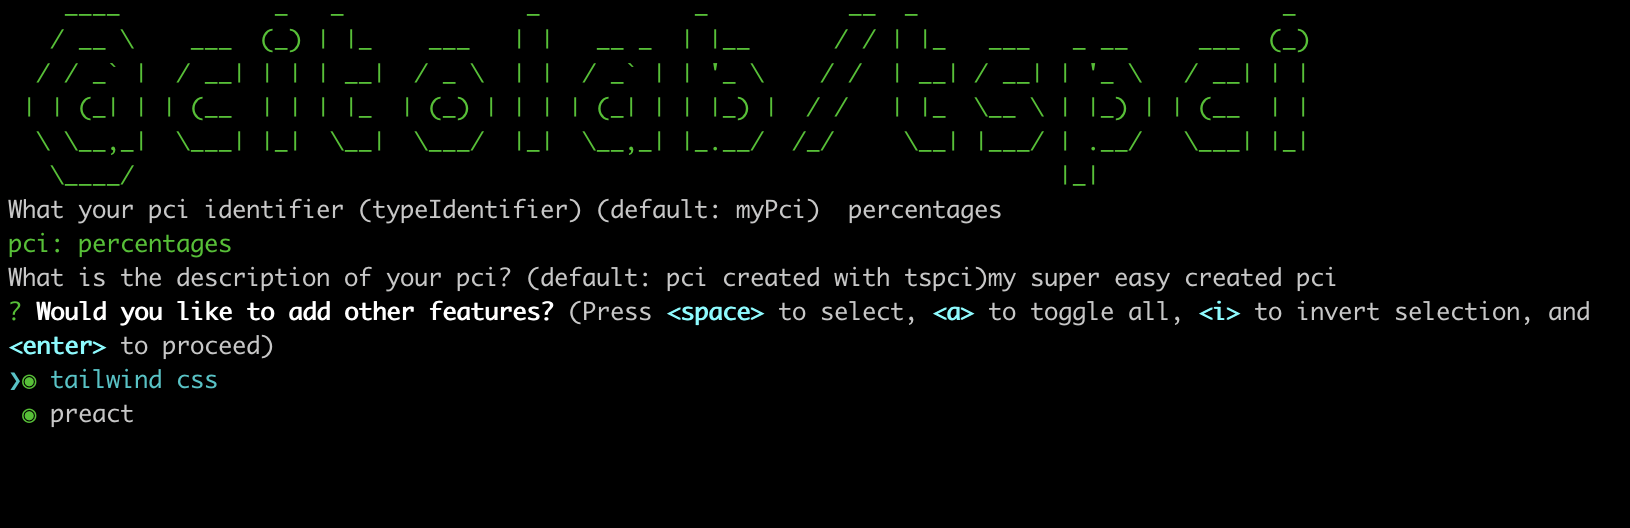 @citolab/tspci
What your pci identifier (typeIdentifier) (default: myPci)  percentages
pci: percentages
What is the description of your pci? (default: pci created with tspci)my super easy created pci
? Would you like to add other features? (Press <space> to select, <a> to toggle all, <i> to invert selection, and
<enter> to proceed)
❯◉ tailwind css
◉ preact